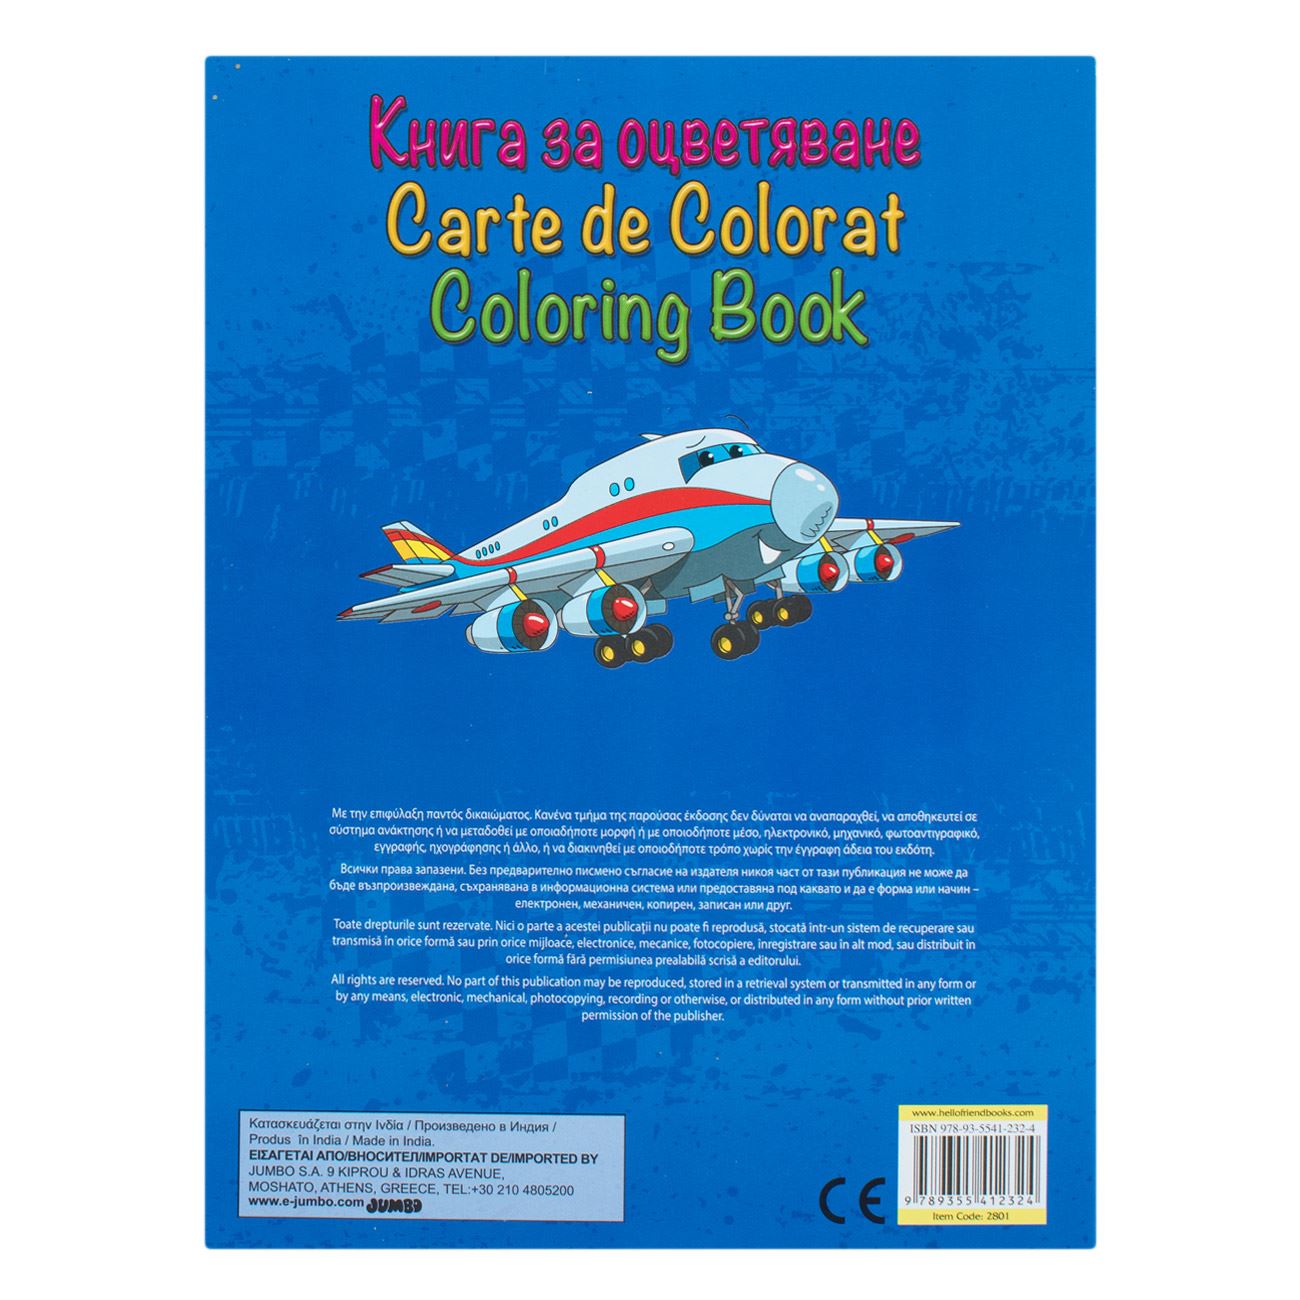 Книга за оцветяване
Carte de Colorat
Coloring Book
Με την επιφύλαξη παντός δικαιώματος. Κανένα τμήμα της παρούσας έκδοσης δεν δύναται να αναπαραχθεί, να αποθηκευτεί σε
σύστημα ανάκτησης ή να μεταδοθεί με οποιαδήποτε μορφή ή με οποιοδήποτε μέσο, ηλεκτρονικό, μηχανικό, φωτοαντιγραφικό,
εγγραφής, ηχογράφησης ή άλλο, ή να διακινηθεί με οποιοδήποτε τρόπο χωρίς την έγγραφη άδεια του εκδότη.
Всички права запазени. Без предварително писмено съгласие на издателя никоя част от тази публикация не може да
бъде възпроизвеждана, съхранявана в информационна система или предоставяна под каквато и да е форма или начин –
електронен, механичен, копирен, записан или друг.
Toate drepturile sunt rezervate. Nici o parte a acestei publicații nu poate fi reprodusă, stocată într-un sistem de recuperare sau
transmisă în orice formă sau prin orice mijloace, electronice, mecanice, fotocopiere, înregistrare sau în alt mod, sau distribuit în
orice formă fără permisiunea prealabilă scrisă a editorului.
All rights are reserved. No part of this publication may be reproduced, stored in a retrieval system or transmitted in any form or
by any means, electronic, mechanical, photocopying, recording or otherwise, or distributed in any form without prior written
permission of the publisher.
Κατασκευάζεται στην Ινδία / Произведено в Индия /
Produs în India / Made in India.
ΕΙΣΑΓΕΤΑΙ ΑΠΟ/ВНОСИТЕЛ/IMPORTAT DE/IMPORTED BY
JUMBO S.A. 9 KIPROU & IDRAS AVENUE,
MOSHATO, ATHENS, GREECE, TEL:+30 210 4805200
www.e-jumbo.com JUMBO
CE
www.hellofriendbooks.com
ISBN 978-93-5541-232-4
9 789355 412324
Item Code: 2801